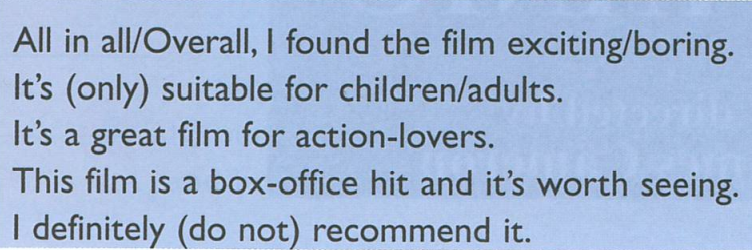 All in all/Overall, I found the film exciting/boring.
It's (only) suitable for children/adults.
It's a great film for action-lovers.
This film is a box-office hit and it's worth seeing.
I definitely (do not) recommend it.